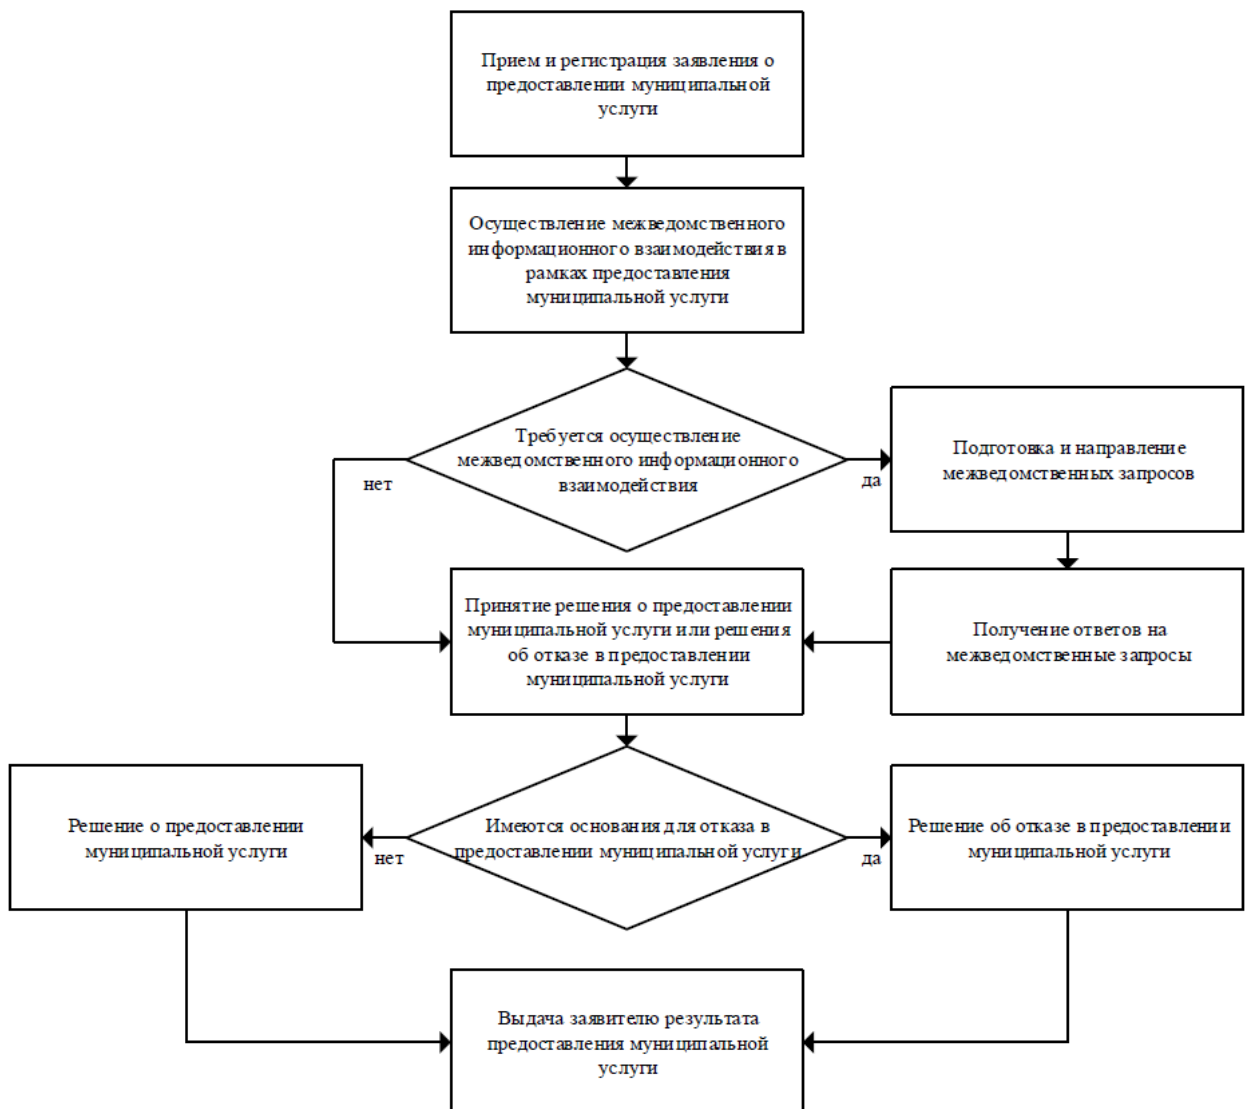 Прием и регистрация заявления о
предоставлении муниципальной
услуги
Осуществление межведомственного
информационного взаимодействия в
рамках предоставления
муниципальной услуги
Требуется осуществление
межведомственного информационного
взаимодействия
нет
да
Подготовка и направление
межведомственных запросов
Принятие решения о предоставлении
муниципальной услуги или решения
об отказе в предоставлении
муниципальной услуги
Получение ответов на
межведомственные запросы
Решение о предоставлении
муниципальной услуги
нет
Имеются основания для отказа в
предоставлении муниципальной услуги
да
Решение об отказе в предоставлении
муниципальной услуги
Выдача заявителю результата
предоставления муниципальной
услуги